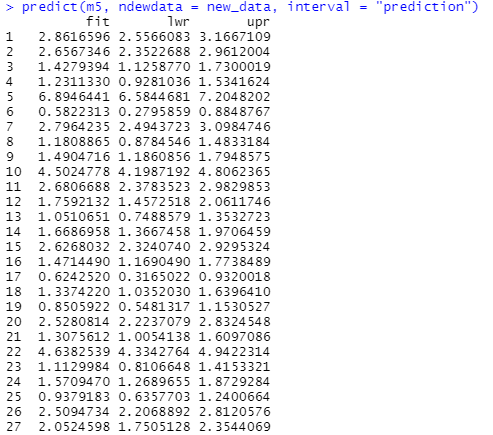 > predict(m5, ndewdata = new_data, interval = "prediction")
fit lwr upr
1 2.8616596 2.5566083 3.1667109
2 2.6567346 2.3522688 2.9612004
3 1.4279394 1.1258770 1.7300019
4 1.2311330 0.9281036 1.5341624
5 6.8946441 6.5844681 7.2048202
6 0.5822313 0.2795859 0.8848767
7 2.7964235 2.4943723 3.0984746
8 1.1808865 0.8784546 1.4833184
9 1.4904716 1.1860856 1.7948575
10 4.5024778 4.1987192 4.8062365
11 2.6806688 2.3783523 2.9829853
12 1.7592132 1.4572518 2.0611746
13 1.0510651 0.7488579 1.3532723
14 1.6686958 1.3667458 1.9706459
15 2.6268032 2.3240740 2.9295324
16 1.4714490 1.1690490 1.7738489
17 0.6242520 0.3165022 0.9320018
18 1.3374220 1.0352030 1.6396410
19 0.8505922 0.5481317 1.1530527
20 2.5280814 2.2237079 2.8324548
21 1.3075612 1.0054138 1.6097086
22 4.6382539 4.3342764 4.9422314
23 1.1129984 0.8106648 1.4153321
24 1.5709470 1.2689655 1.8729284
25 0.9379183 0.6357703 1.2400664
26 2.5094734 2.2068892 2.8120576
27 2.0524598 1.7505128 2.3544069